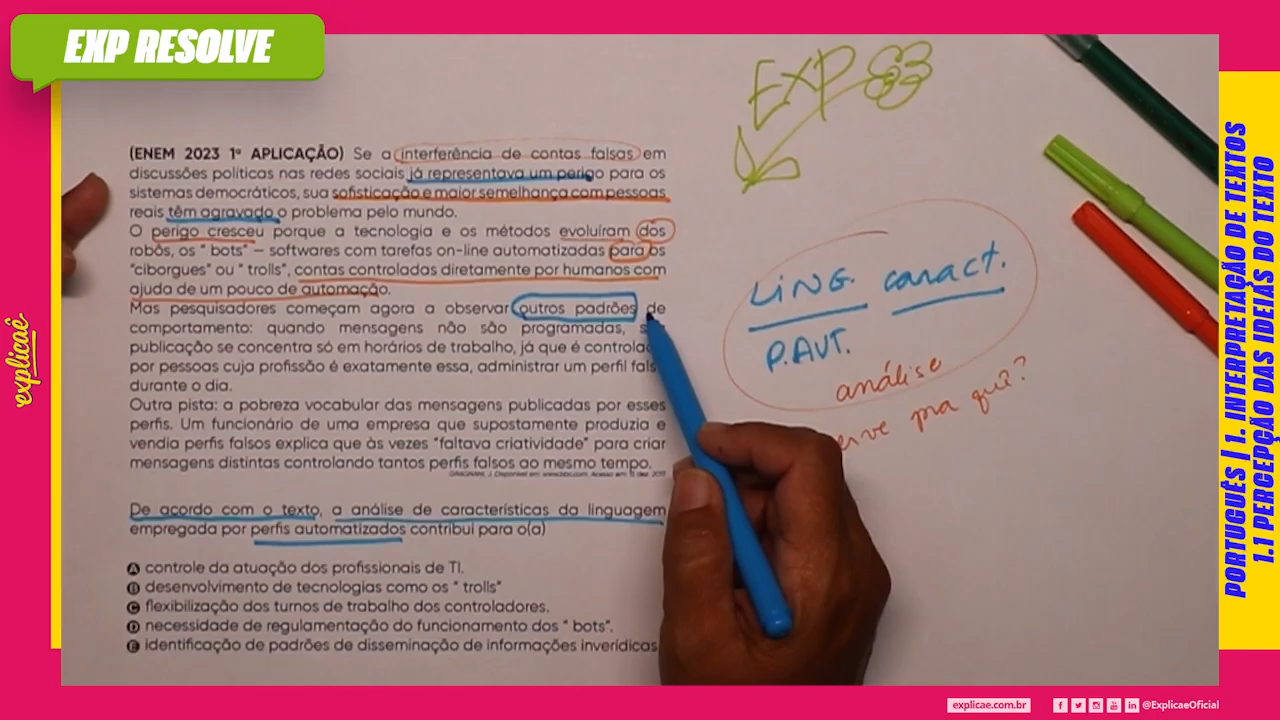 EXP RESOLVE
EXP 83
(ENEM 2023 1ª APLICAÇÃO) Se a interferência de contas falsas em
discussões políticas nas redes sociais já representava um perigo para os
sistemas democráticos, sua sofisticação e maior semelhança com pessoas
reais têm agravado o problema pelo mundo.
O perigo cresceu porque a tecnologia e os métodos evoluíram dos
robôs, os " bots" – softwares com tarefas on-line automatizadas para os
"ciborgues" ou " trolls", contas controladas diretamente por humanos com
ajuda de um pouco de automação.
Mas pesquisadores começam agora a observar outros padrões de
comportamento: quando mensagens não são programadas,
publicação se concentra só em horários de trabalho, já que é
por pessoas cuja profissão é exatamente essa, administrar um perfil
durante o dia.
Outra pista: a pobreza vocabular das mensagens publicadas por esses
perfis. Um funcionário de uma empresa que supostamente produzia e
vendia perfis falsos explica que às vezes "faltava criatividade" para criar
mensagens distintas controlando tantos perfis falsos ao mesmo tempo.
GRAGNANI, J. Disponível em: www.bbc.com. Acesso em: dez. 2017
De acordo com o texto, a análise de características da linguagem
empregada por perfis automatizados contribui para o(a)
A controle da atuação dos profissionais de TI.
B desenvolvimento de tecnologias como os " trolls"
C flexibilização dos turnos de trabalho dos controladores.
D necessidade de regulamentação do funcionamento dos " bots".
E identificação de padrões de disseminação de informações inverídicas
LING. caract.
P.AUT.
análise
pra quê?
explicaê
PORTUGUÊS | 1. INTERPRETAÇÃO DE TEXTOS
1.1 PERCEPÇÃO DAS IDEIAS DO TEXTO
explicae.com.br
@ExplicaeOficial